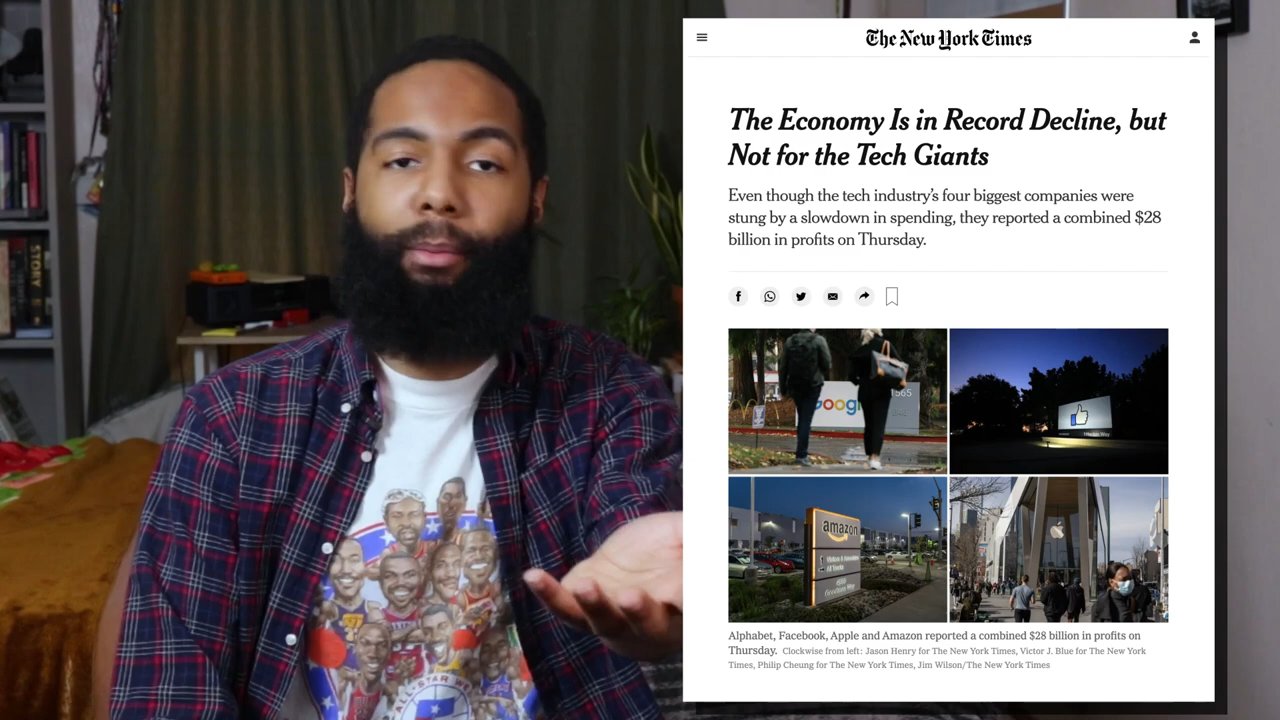 The New York Times
The Economy Is in Record Decline, but
Not for the Tech Giants
Even though the tech industry's four biggest companies were
stung by a slowdown in spending, they reported a combined $28
billion in profits on Thursday.
Google
1565
amazon
Alphabet, Facebook, Apple and Amazon reported a combined $28 billion in profits on
Thursday. Clockwise from left: Jason Henry for The New York Times, Victor J. Blue for The New York
Times, Philip Cheung for The New York Times, Jim Wilson/The New York Times
STORY